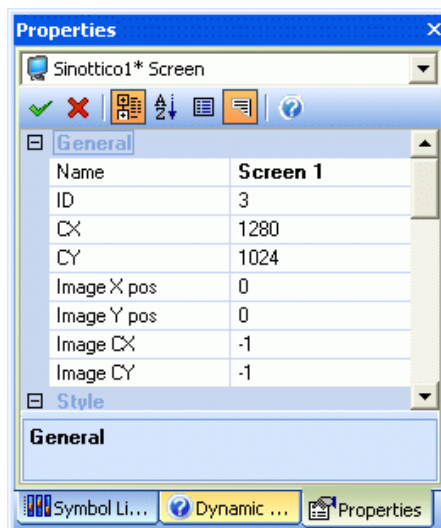 Properties
Sinottico1* Screen
General
Name Screen 1
ID 3
CX 1280
CY 1024
Image X pos 0
Image Y pos 0
Image CX -1
Image CY -1
Style
General
Symbol Li... Dynamic ... Properties